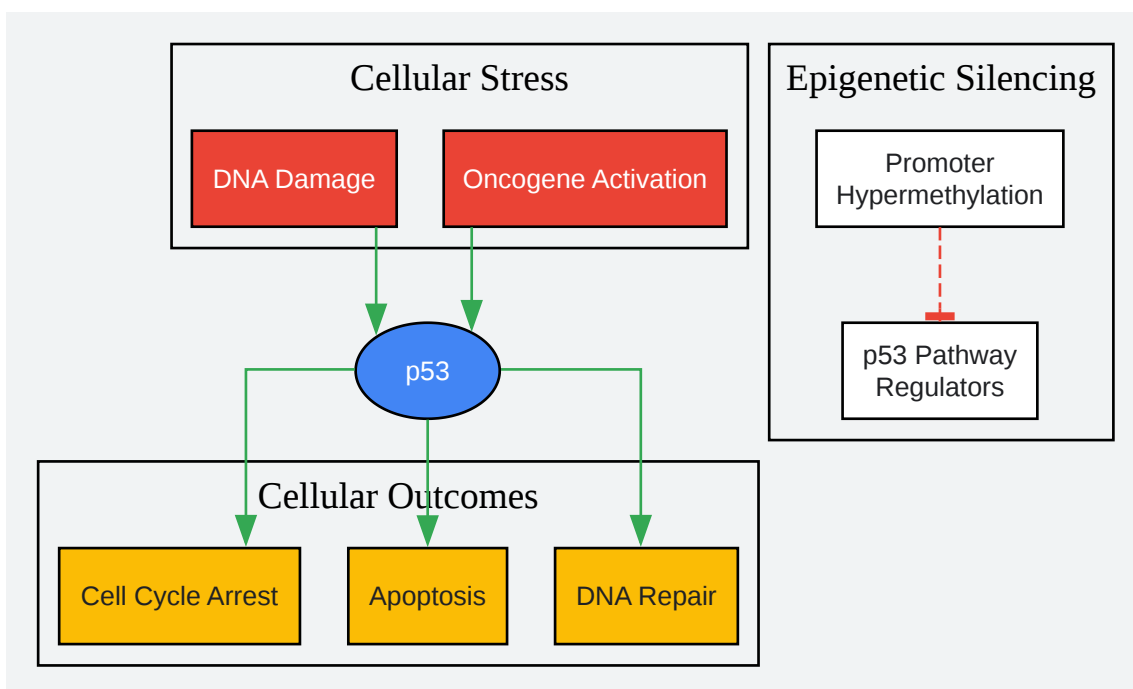 Cellular Stress
DNA Damage
Oncogene Activation
p53
Cellular Outcomes
Cell Cycle Arrest
Apoptosis
DNA Repair
Epigenetic Silencing
Promoter
Hypermethylation
p53 Pathway
Regulators